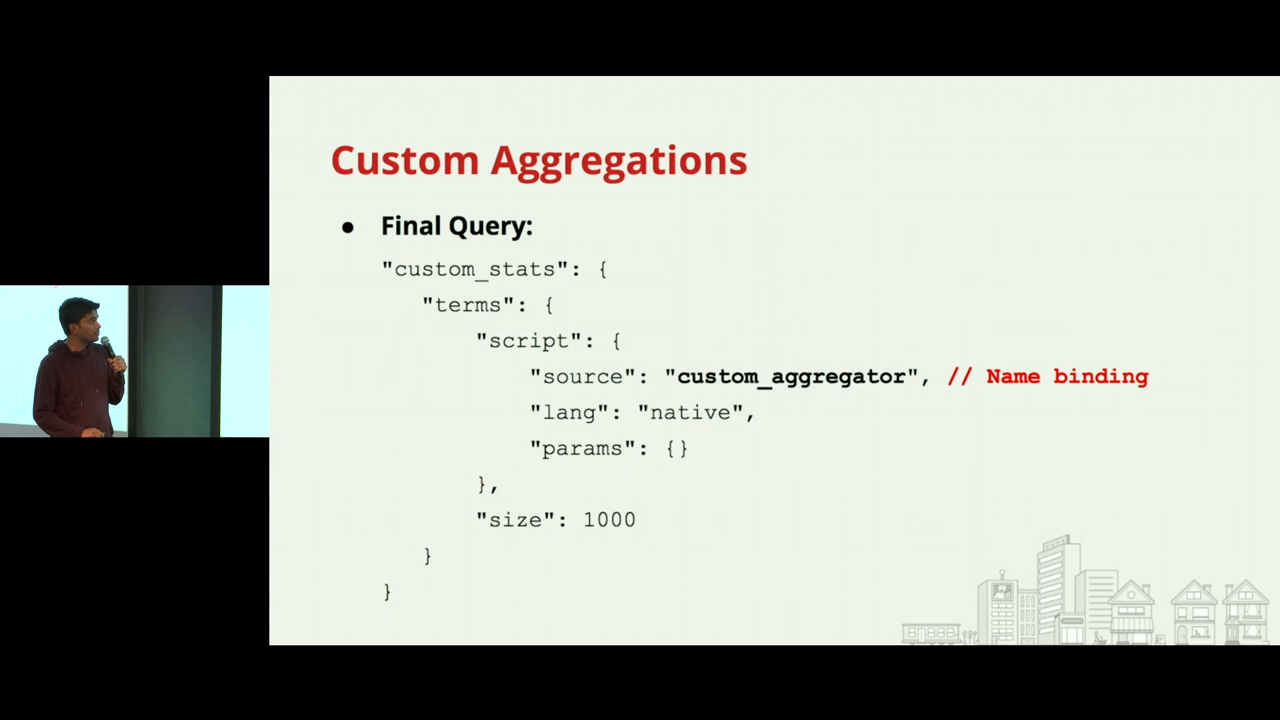 Custom Aggregations
● Final Query:
"custom_stats": {
"terms": {
"script": {
"source": "custom_aggregator", // Name binding
"lang": "native",
"params": {}
},
"size": 1000
}
}